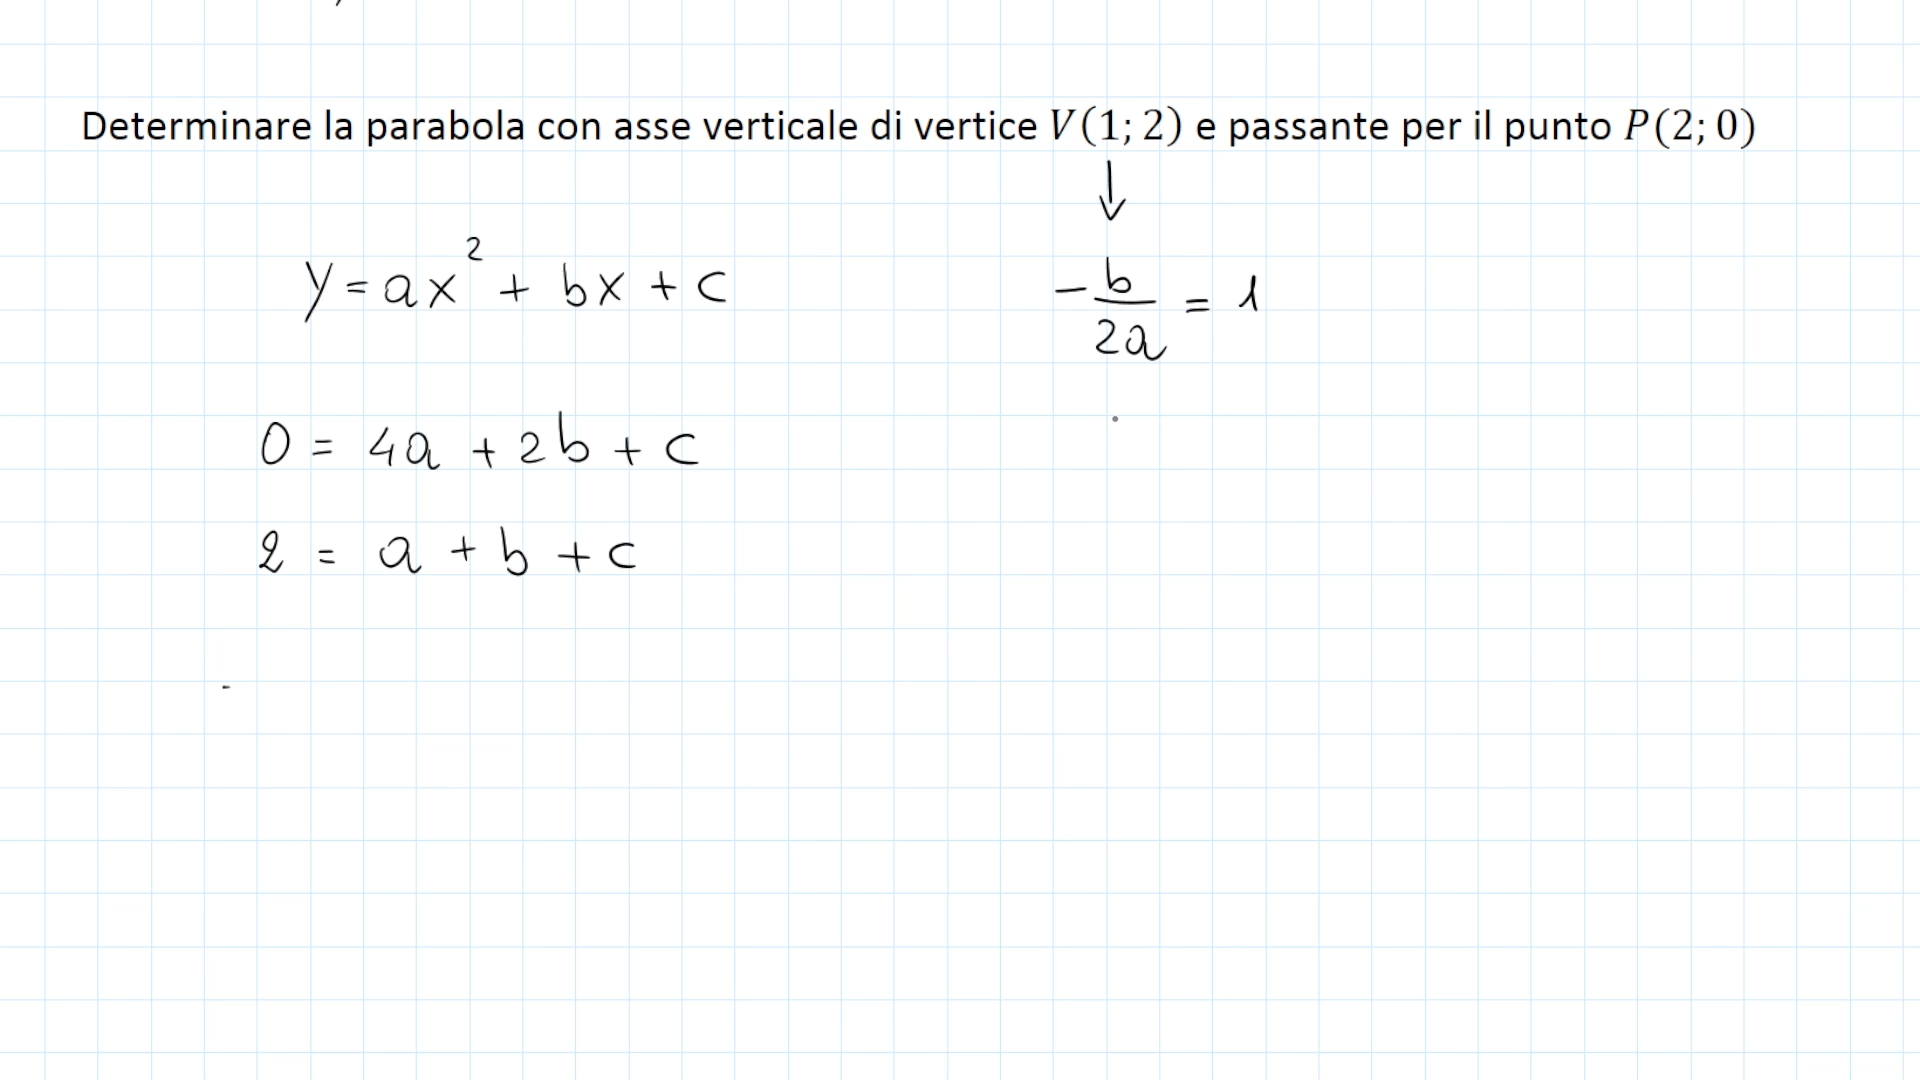 Determinare la parabola con asse verticale di vertice V(1; 2) e passante per il punto P(2; 0)
y = ax² + bx + c
-b/2a = 1
0 = 4a + 2b + c
2 = a + b + c